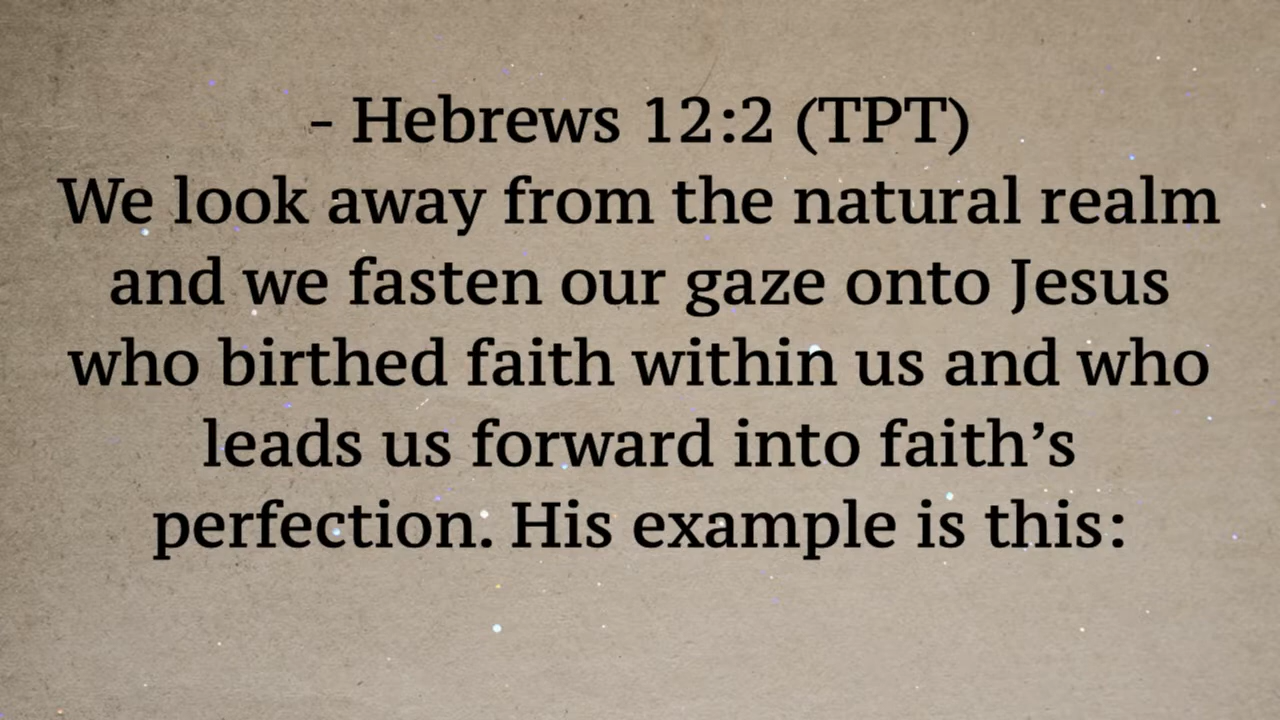 - Hebrews 12:2 (TPT)
We look away from the natural realm
and we fasten our gaze onto Jesus
who birthed faith within us and who
leads us forward into faith’s
perfection. His example is this: